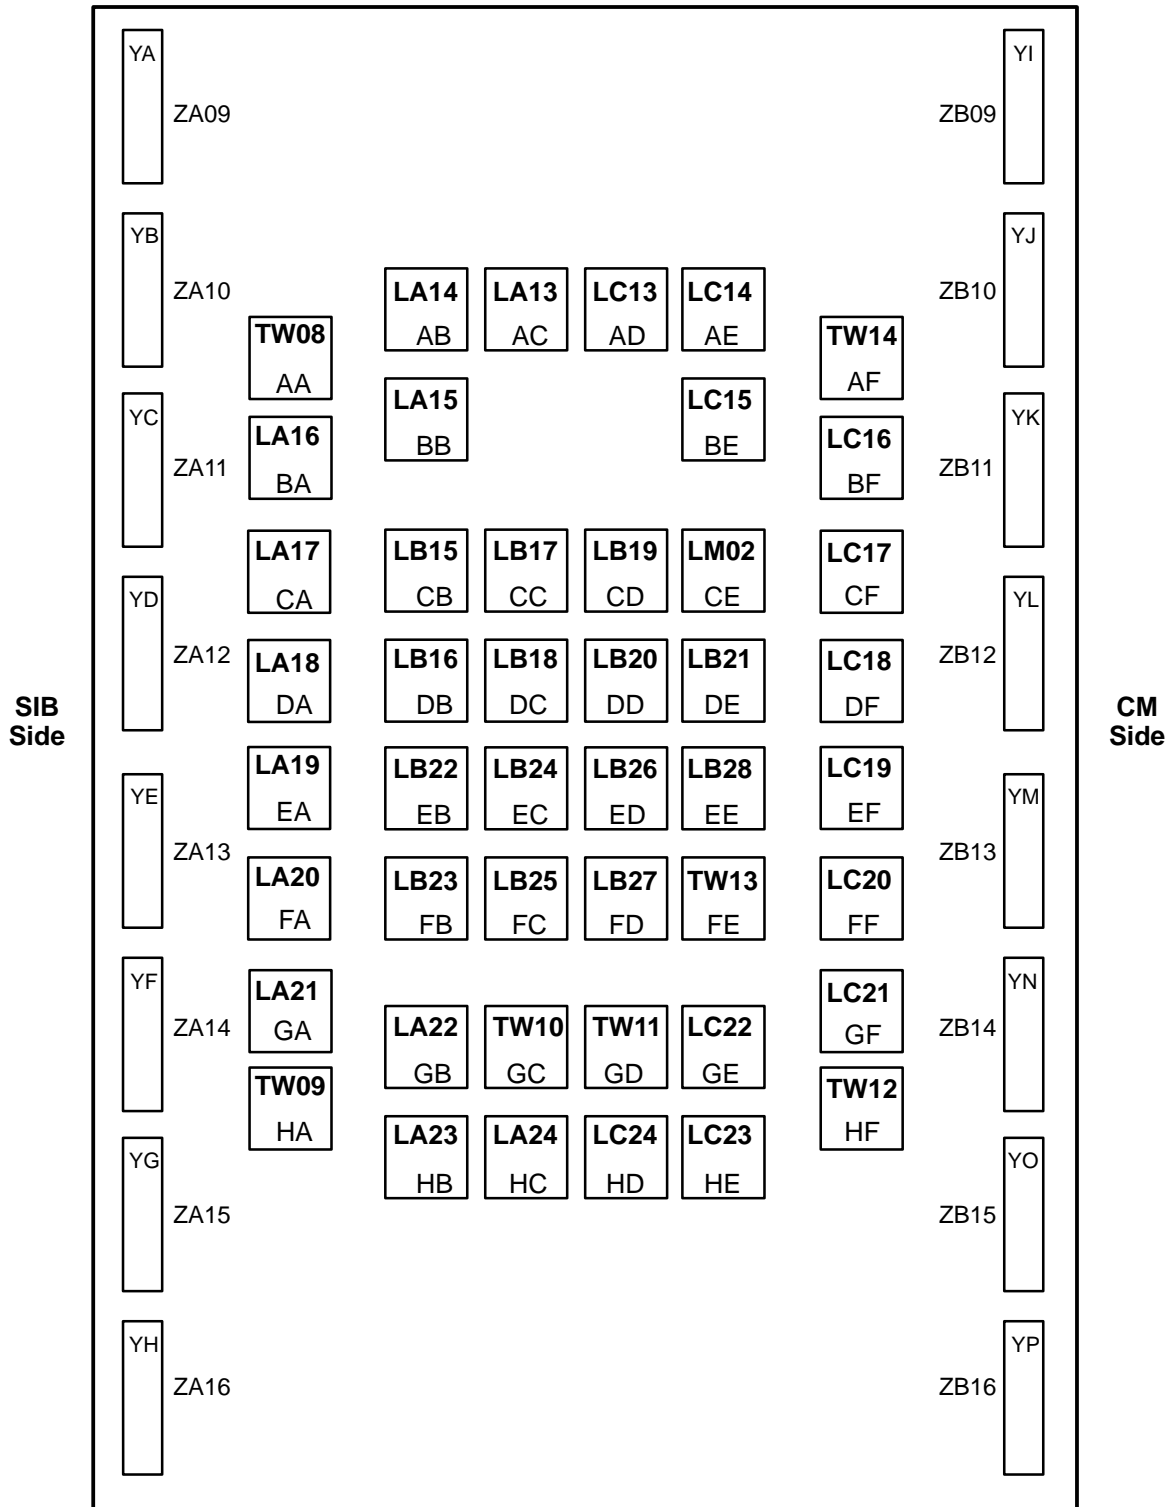 YA
YI
ZA09
ZB09
YB
YJ
ZA10
ZB10
LA14 LA13 LC13 LC14
AB AC AD AE
TW08
AA
TW14
AF
YC
YK
LA15
BB
LC15
BE
LA16
BA
LC16
BF
ZA11
ZB11
LA17 LB15 LB17 LB19 LM02 LC17
CA CB CC CD CE CF
YD
YL
ZA12
ZB12
LA18 LB16 LB18 LB20 LB21 LC18
DA DB DC DD DE DF
SIB
Side
CM
Side
LA19 LB22 LB24 LB26 LB28 LC19
EA EB EC ED EE EF
YE
YM
ZA13
ZB13
LA20 LB23 LB25 LB27 TW13 LC20
FA FB FC FD FE FF
YF
YN
LA21
GA
LC21
GF
ZA14
ZB14
LA22 TW10 TW11 LC22
GB GC GD GE
TW09
HA
TW12
HF
LA23 LA24 LC24 LC23
HB HC HD HE
YG
YO
ZA15
ZB15
YH
YP
ZA16
ZB16